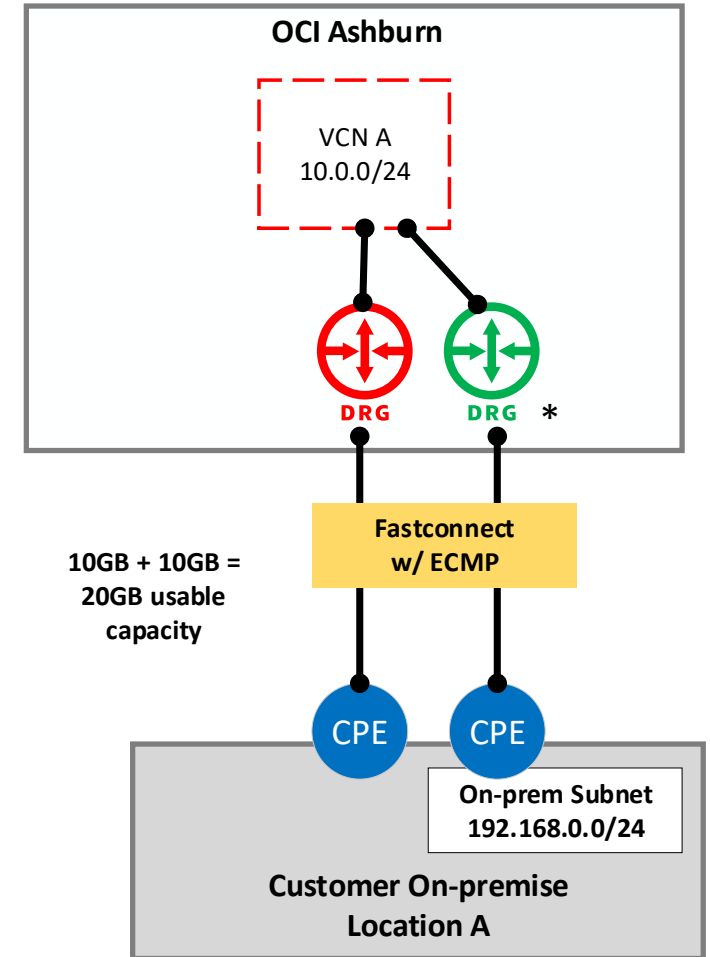 OCI Ashburn
VCN A
10.0.0/24
DRG
DRG *
Fastconnect
w/ ECMP
10GB + 10GB =
20GB usable
capacity
CPE
CPE
On-prem Subnet
192.168.0.0/24
Customer On-premise
Location A